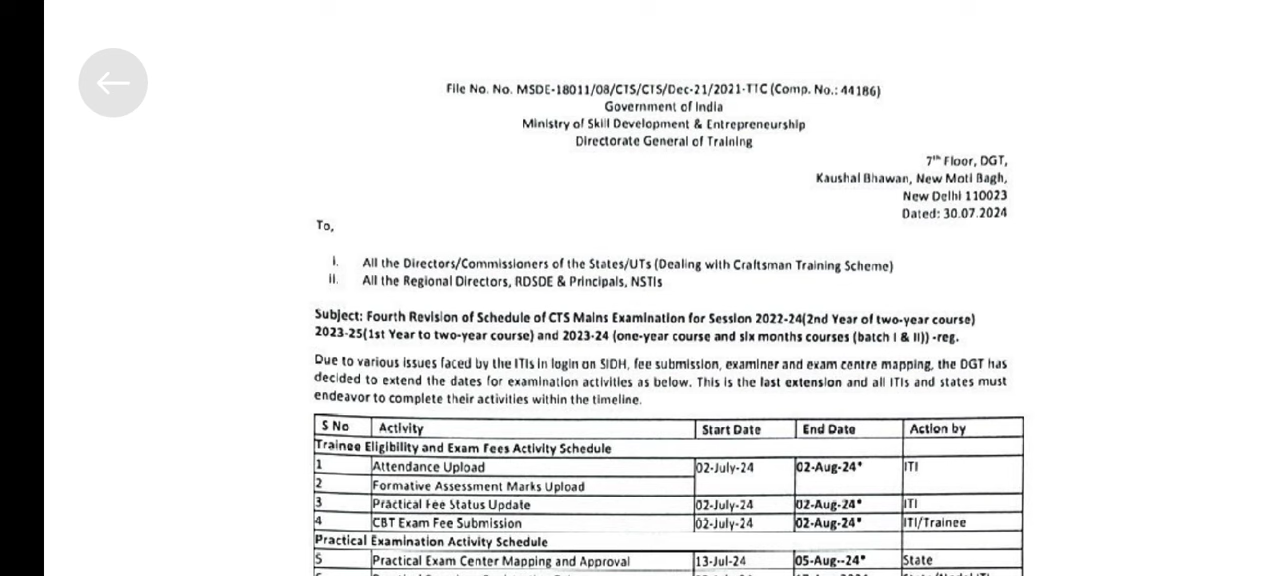 File No. No. MSDE-18011/08/CTS/CTS/Dec-21/2021-TTC (Comp. No.: 44186)
Government of India
Ministry of Skill Development & Entrepreneurship
Directorate General of Training
7th Floor, DGT,
Kaushal Bhawan, New Moti Bagh,
New Delhi 110023
Dated: 30.07.2024
To,
i. All the Directors/Commissioners of the States/UTs (Dealing with Craftsman Training Scheme)
ii. All the Regional Directors, RDSDE & Principals, NSTIs
Subject: Fourth Revision of Schedule of CTS Mains Examination for Session 2022-24(2nd Year of two-year course)
2023-25(1st Year to two-year course) and 2023-24 (one-year course and six months courses (batch I & II)) -reg.
Due to various issues faced by the ITIs in login on SIDH, fee submission, examiner and exam centre mapping, the DGT has
decided to extend the dates for examination activities as below. This is the last extension and all ITIs and states must
endeavor to complete their activities within the timeline.
S No Activity Start Date End Date Action by
Trainee Eligibility and Exam Fees Activity Schedule
1 Attendance Upload 02-July-24 02-Aug-24* ITI
2 Formative Assessment Marks Upload
3 Practical Fee Status Update 02-July-24 02-Aug-24* ITI
4 CBT Exam Fee Submission 02-July-24 02-Aug-24* ITI/Trainee
Practical Examination Activity Schedule
5 Practical Exam Center Mapping and Approval 13-Jul-24 05-Aug--24* State